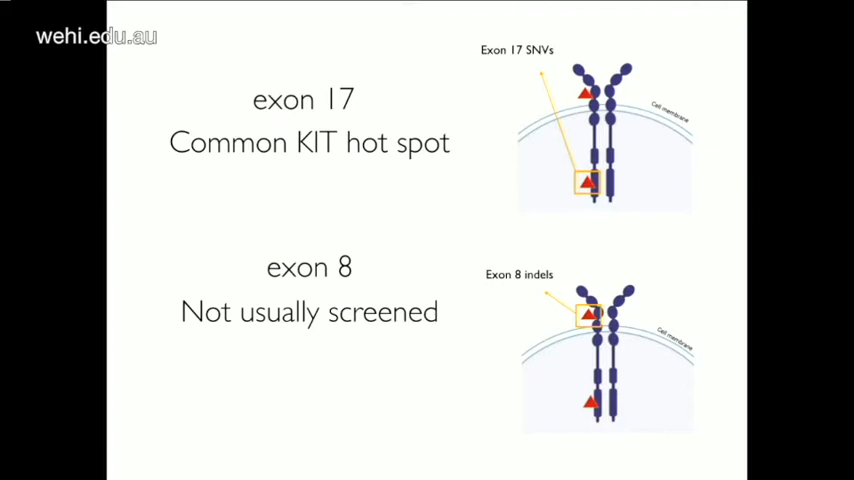 wehi.edu.au
exon 17
Common KIT hot spot
Exon 17 SNVs
Cell membrane
exon 8
Not usually screened
Exon 8 indels
Cell membrane